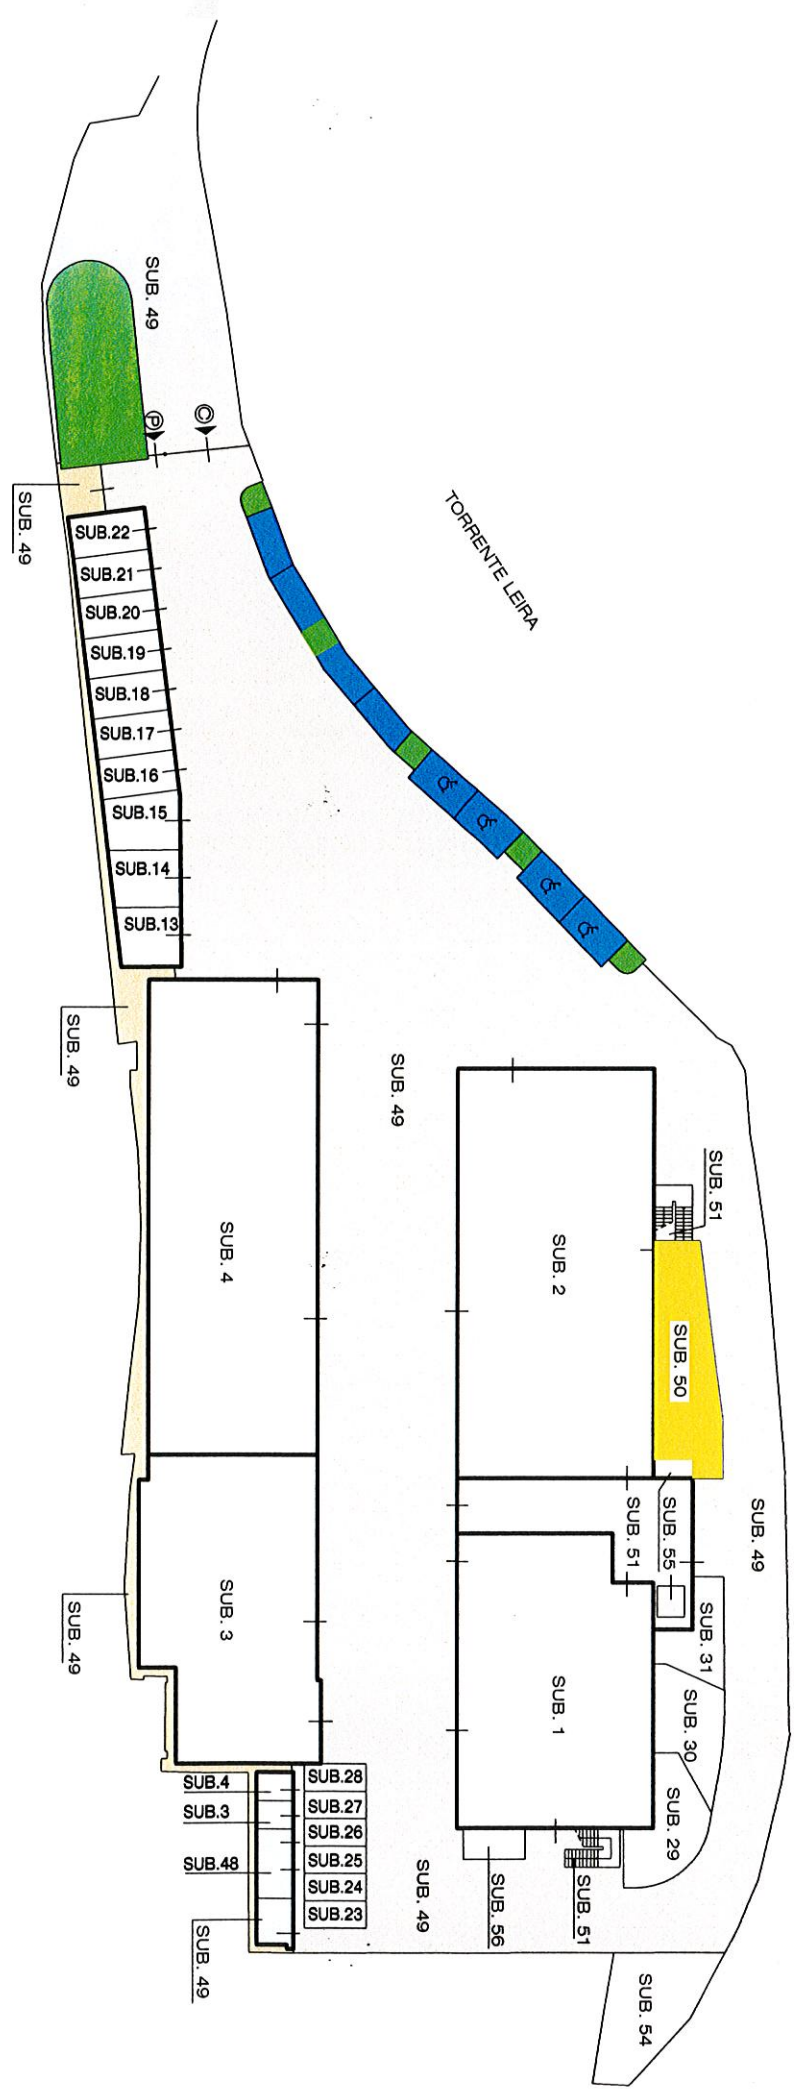 SUB. 49
C
P
SUB. 49
TORRENTE LEIRA
SUB.22
SUB.21
SUB.20
SUB.19
SUB.18
SUB.17
SUB.16
SUB.15
SUB.14
SUB.13
SUB. 49
SUB. 49
SUB. 51
SUB. 4
SUB. 2
SUB. 50
SUB. 49
SUB. 55
SUB. 51
SUB. 49
SUB. 3
SUB. 31
SUB. 30
SUB. 1
SUB. 29
SUB.4
SUB.3
SUB.48
SUB. 49
SUB.28
SUB.27
SUB.26
SUB.25
SUB.24
SUB.23
SUB. 49
SUB. 56
SUB. 51
SUB. 54